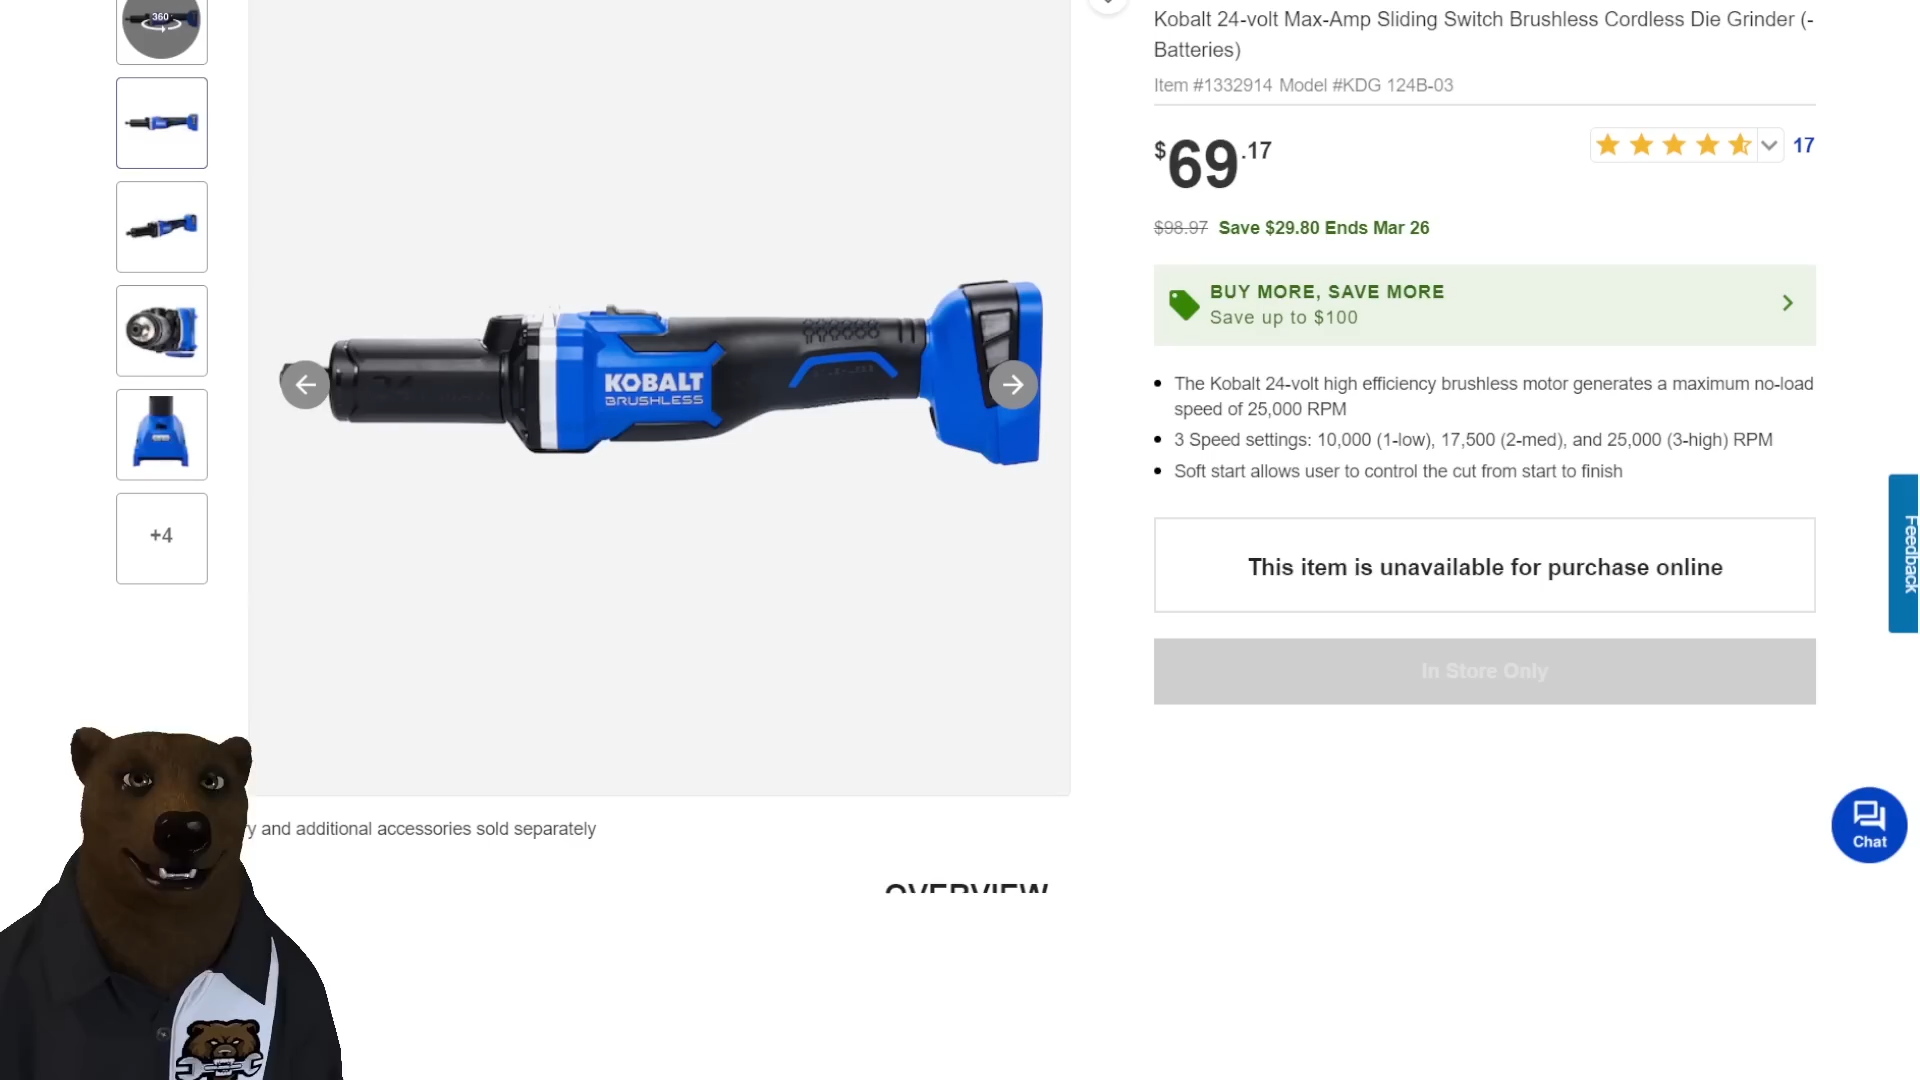 360
+4
KOBALT
BRUSHLESS
y and additional accessories sold separately
OVERVIEW
Kobalt 24-volt Max-Amp Sliding Switch Brushless Cordless Die Grinder (-
Batteries)
Item #1332914 Model #KDG 124B-03
$69.17
17
$98.97 Save $29.80 Ends Mar 26
BUY MORE, SAVE MORE
Save up to $100
• The Kobalt 24-volt high efficiency brushless motor generates a maximum no-load
speed of 25,000 RPM
• 3 Speed settings: 10,000 (1-low), 17,500 (2-med), and 25,000 (3-high) RPM
• Soft start allows user to control the cut from start to finish
This item is unavailable for purchase online
In Store Only
Feedback
Chat